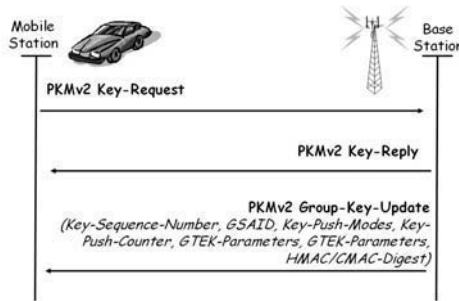 Mobile
Station
Base
Station
PKMv2 Key-Request
PKMv2 Key-Reply
PKMv2 Group-Key-Update
(Key-Sequence-Number, GSAID, Key-Push-Modes, Key-
Push-Counter, GTEK-Parameters, GTEK-Parameters,
HMAC/CMAC-Digest)